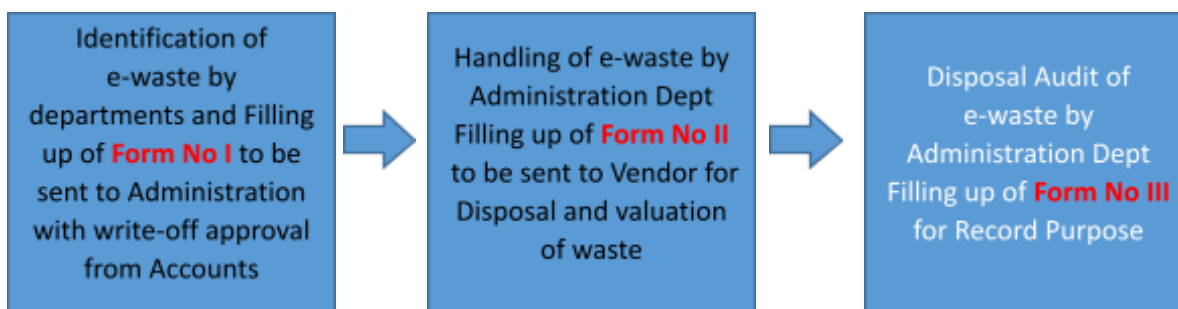 Identification of
e-waste by
departments and Filling
up of Form No I to be
sent to Administration
with write-off approval
from Accounts
Handling of e-waste by
Administration Dept
Filling up of Form No II
to be sent to Vendor for
Disposal and valuation
of waste
Disposal Audit of
e-waste by
Administration Dept
Filling up of Form No III
for Record Purpose